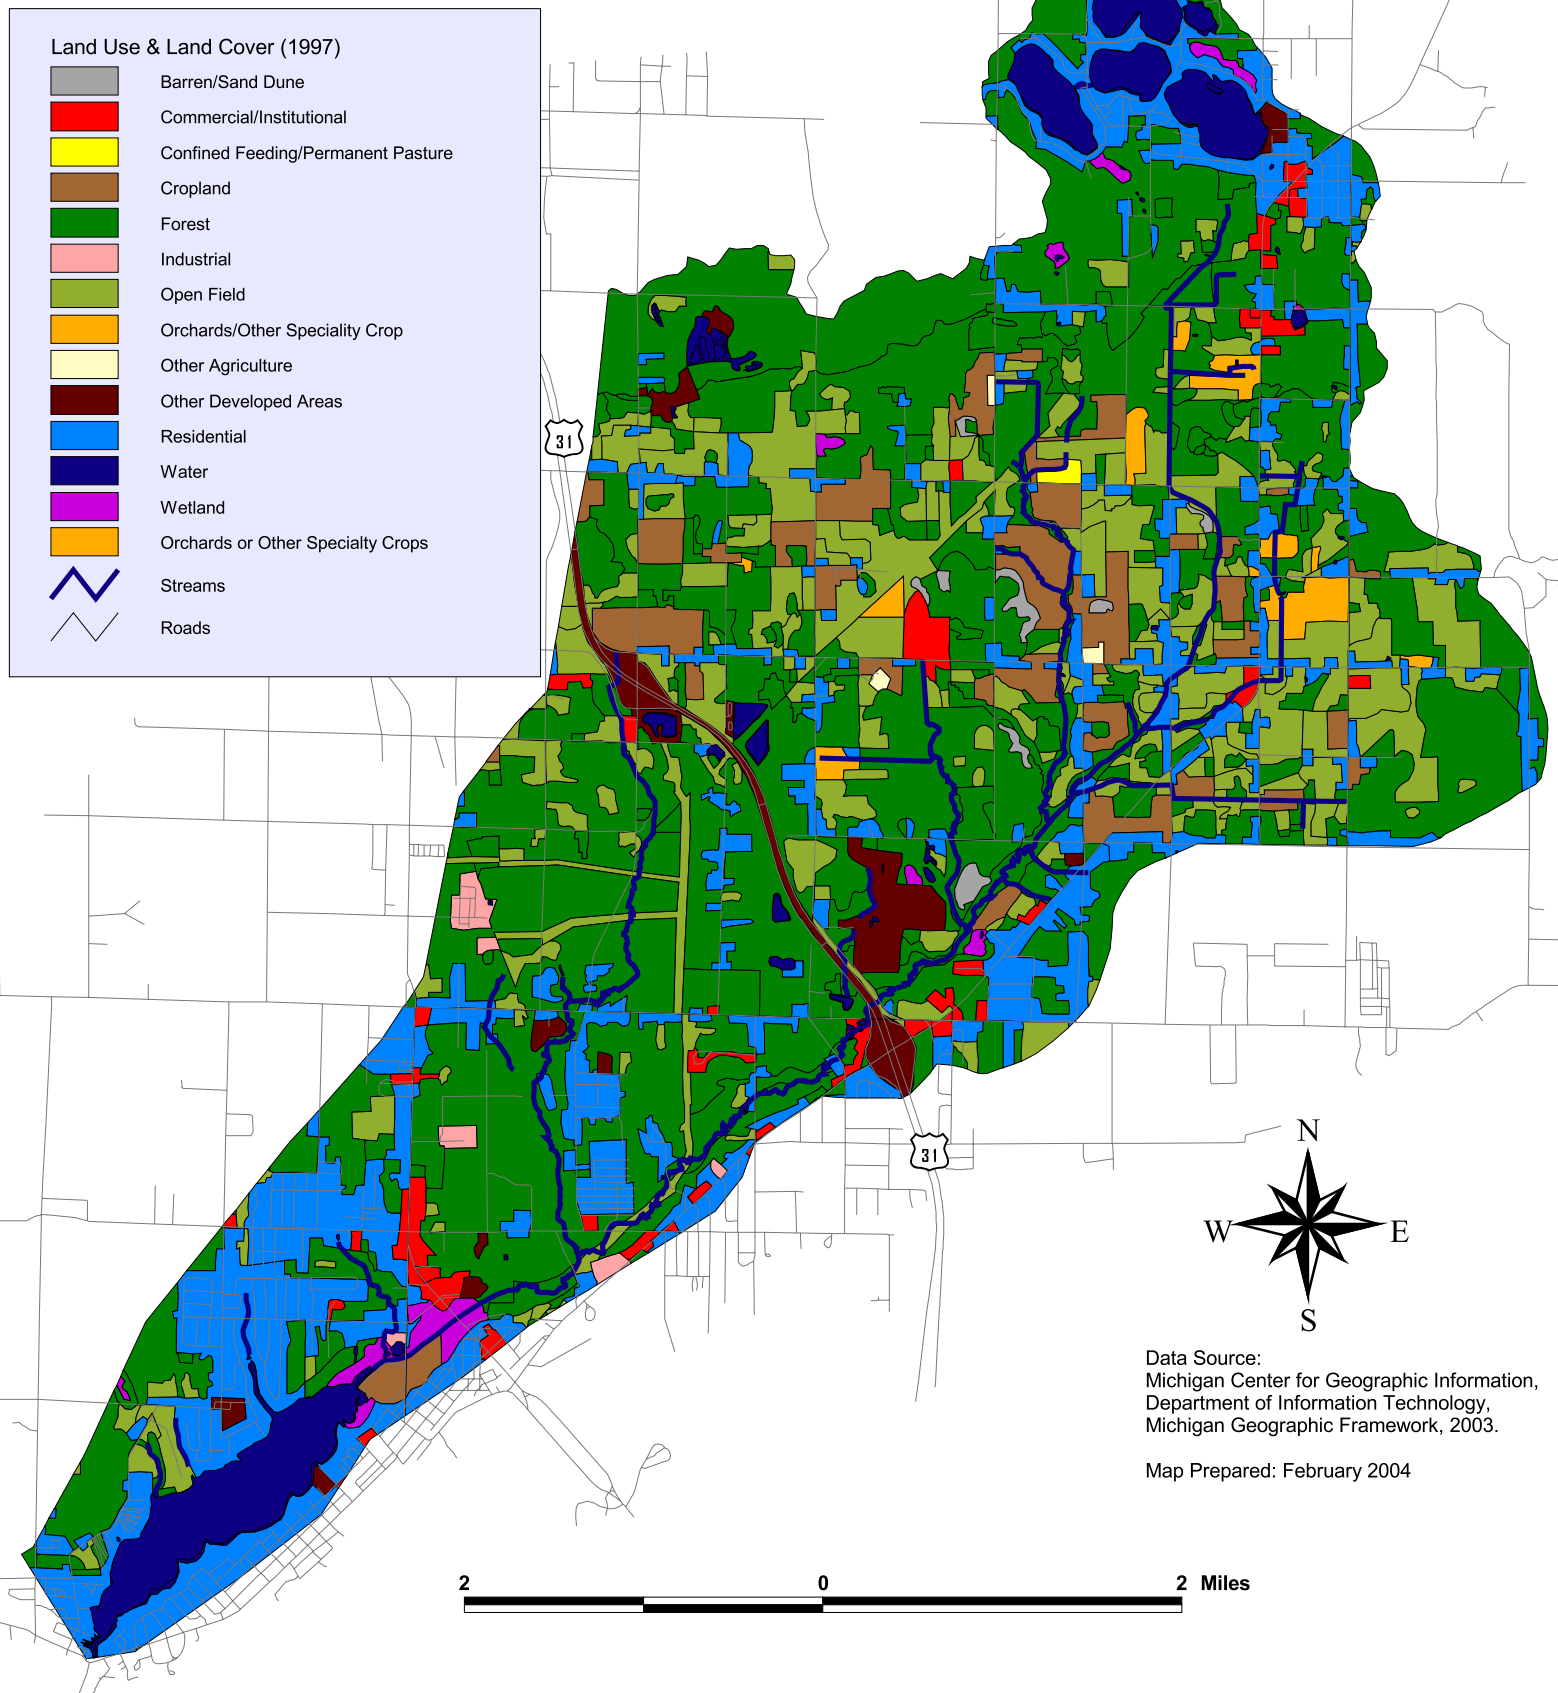 Land Use & Land Cover (1997)
Barren/Sand Dune
Commercial/Institutional
Confined Feeding/Permanent Pasture
Cropland
Forest
Industrial
Open Field
Orchards/Other Speciality Crop
Other Agriculture
Other Developed Areas
Residential
Water
Wetland
Orchards or Other Specialty Crops
Streams
Roads
31
31
N
W
E
S
Data Source:
Michigan Center for Geographic Information,
Department of Information Technology,
Michigan Geographic Framework, 2003.
Map Prepared: February 2004
2 0 2 Miles